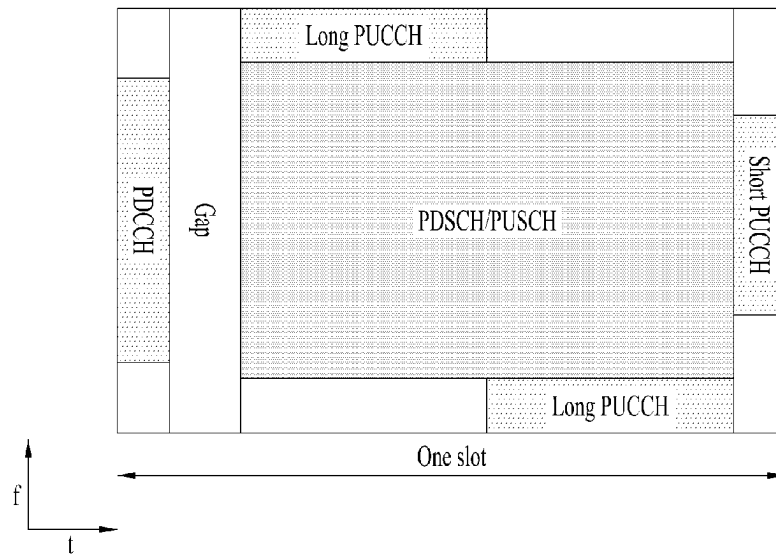 Long PUCCH
PDCCH
Gap
PDSCH/PUSCH
Short PUCCH
Long PUCCH
One slot
f
t